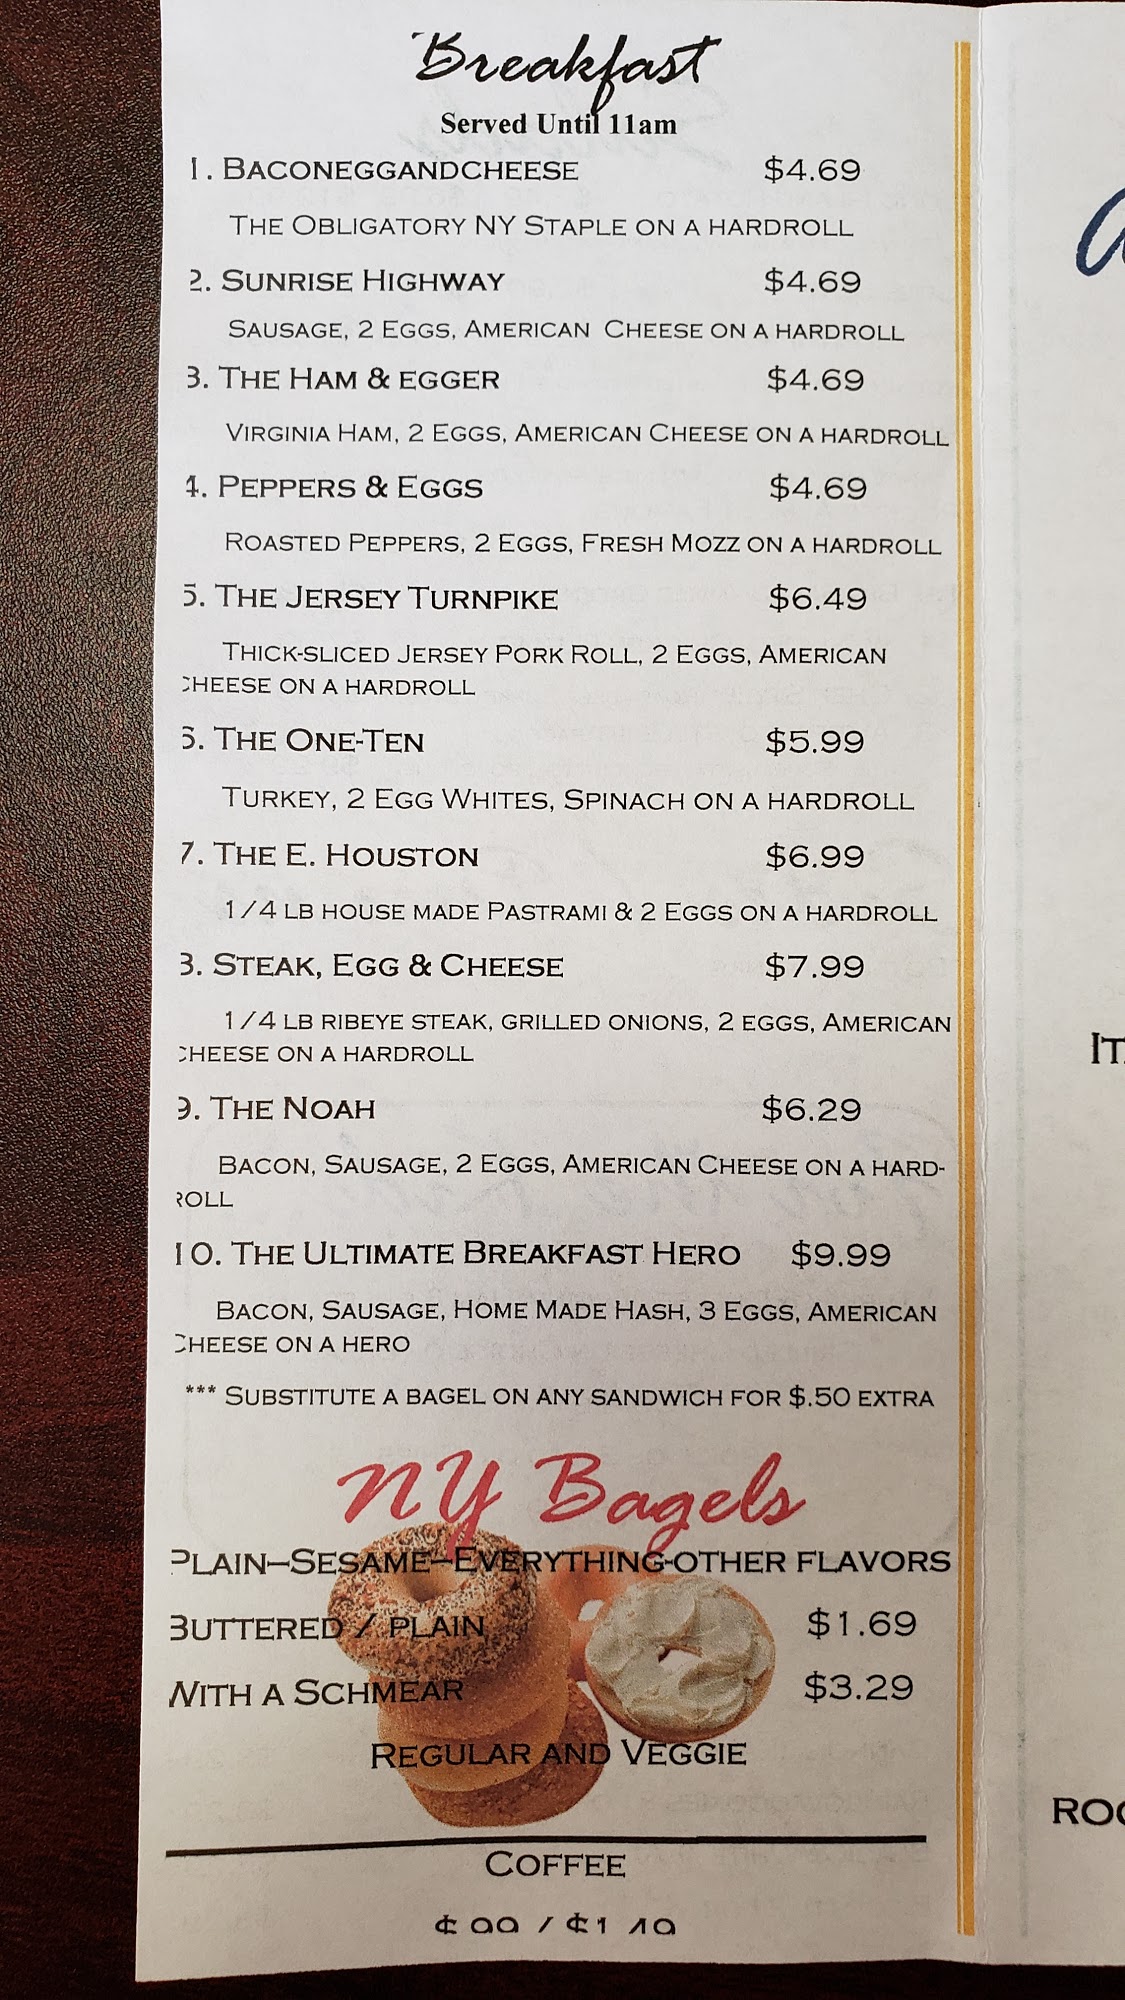 Breakfast
Served Until 11am
1. BACONEGGANDCHEESE $4.69
THE OBLIGATORY NY STAPLE ON A HARDROLL
2. SUNRISE HIGHWAY $4.69
SAUSAGE, 2 EGGS, AMERICAN CHEESE ON A HARDROLL
3. THE HAM & EGGER $4.69
VIRGINIA HAM, 2 EGGS, AMERICAN CHEESE ON A HARDROLL
4. PEPPERS & EGGS $4.69
ROASTED PEPPERS, 2 EGGS, FRESH MOZZ ON A HARDROLL
5. THE JERSEY TURNPIKE $6.49
THICK-SLICED JERSEY PORK ROLL, 2 EGGS, AMERICAN
CHEESE ON A HARDROLL
6. THE ONE-TEN $5.99
TURKEY, 2 EGG WHITES, SPINACH ON A HARDROLL
7. THE E. HOUSTON $6.99
1/4 LB HOUSE MADE PASTRAMI & 2 EGGS ON A HARDROLL
8. STEAK, EGG & CHEESE $7.99
1/4 LB RIBEYE STEAK, GRILLED ONIONS, 2 EGGS, AMERICAN
CHEESE ON A HARDROLL
9. THE NOAH $6.29
BACON, SAUSAGE, 2 EGGS, AMERICAN CHEESE ON A HARD-
ROLL
10. THE ULTIMATE BREAKFAST HERO $9.99
BACON, SAUSAGE, HOME MADE HASH, 3 EGGS, AMERICAN
CHEESE ON A HERO
*** SUBSTITUTE A BAGEL ON ANY SANDWICH FOR $.50 EXTRA
NY Bagels
PLAIN—SESAME—EVERYTHING-OTHER FLAVORS
BUTTERED / PLAIN $1.69
WITH A SCHMEAR $3.29
REGULAR AND VEGGIE
COFFEE